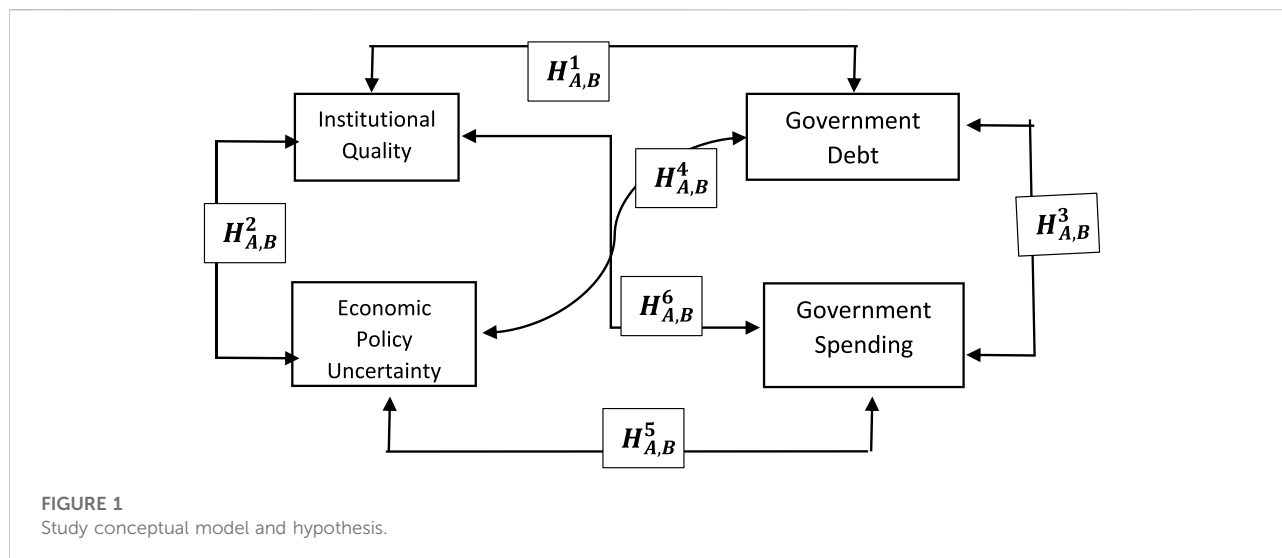 H^1_{A,B}
Institutional
Quality
Government
Debt
H^4_{A,B}
H^2_{A,B}
H^3_{A,B}
Economic
Policy
Uncertainty
H^6_{A,B}
Government
Spending
H^5_{A,B}
FIGURE 1
Study conceptual model and hypothesis.